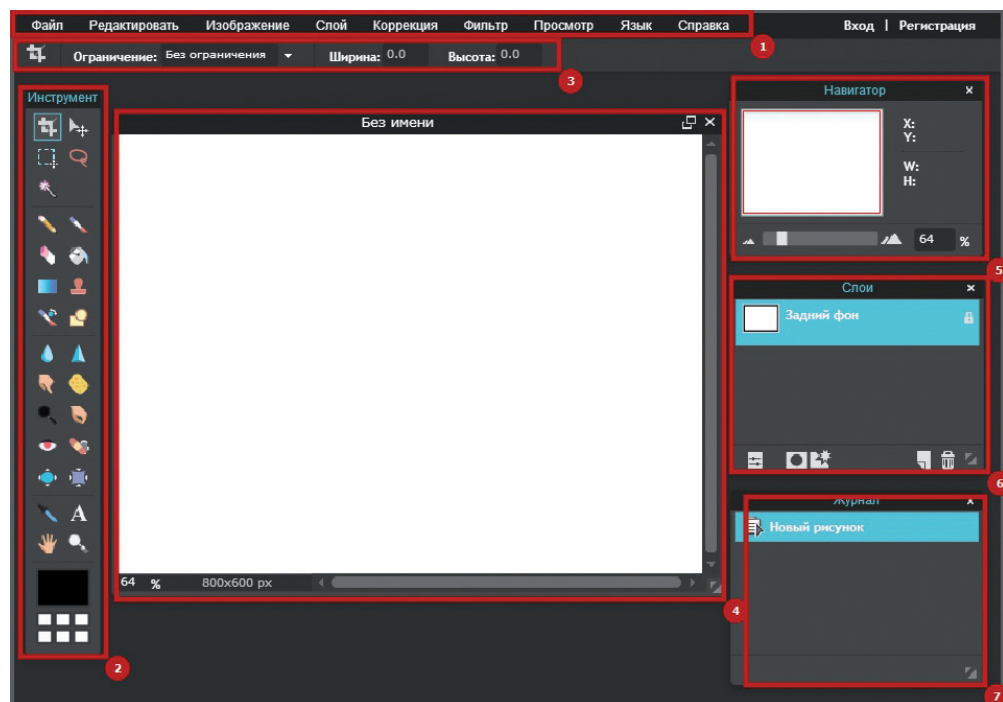 Файл Редактировать Изображение Слой Коррекция Фильтр Просмотр Язык Справка Вход | Регистрация
1
Ограничение: Без ограничения Ширина: 0.0 Высота: 0.0
3
Инструмент
Без имени
Навигатор
X:
Y:
W:
H:
64 %
5
Слои
Задний фон
6
Журнал
Новый рисунок
64 % 800x600 px
4
2
7
A